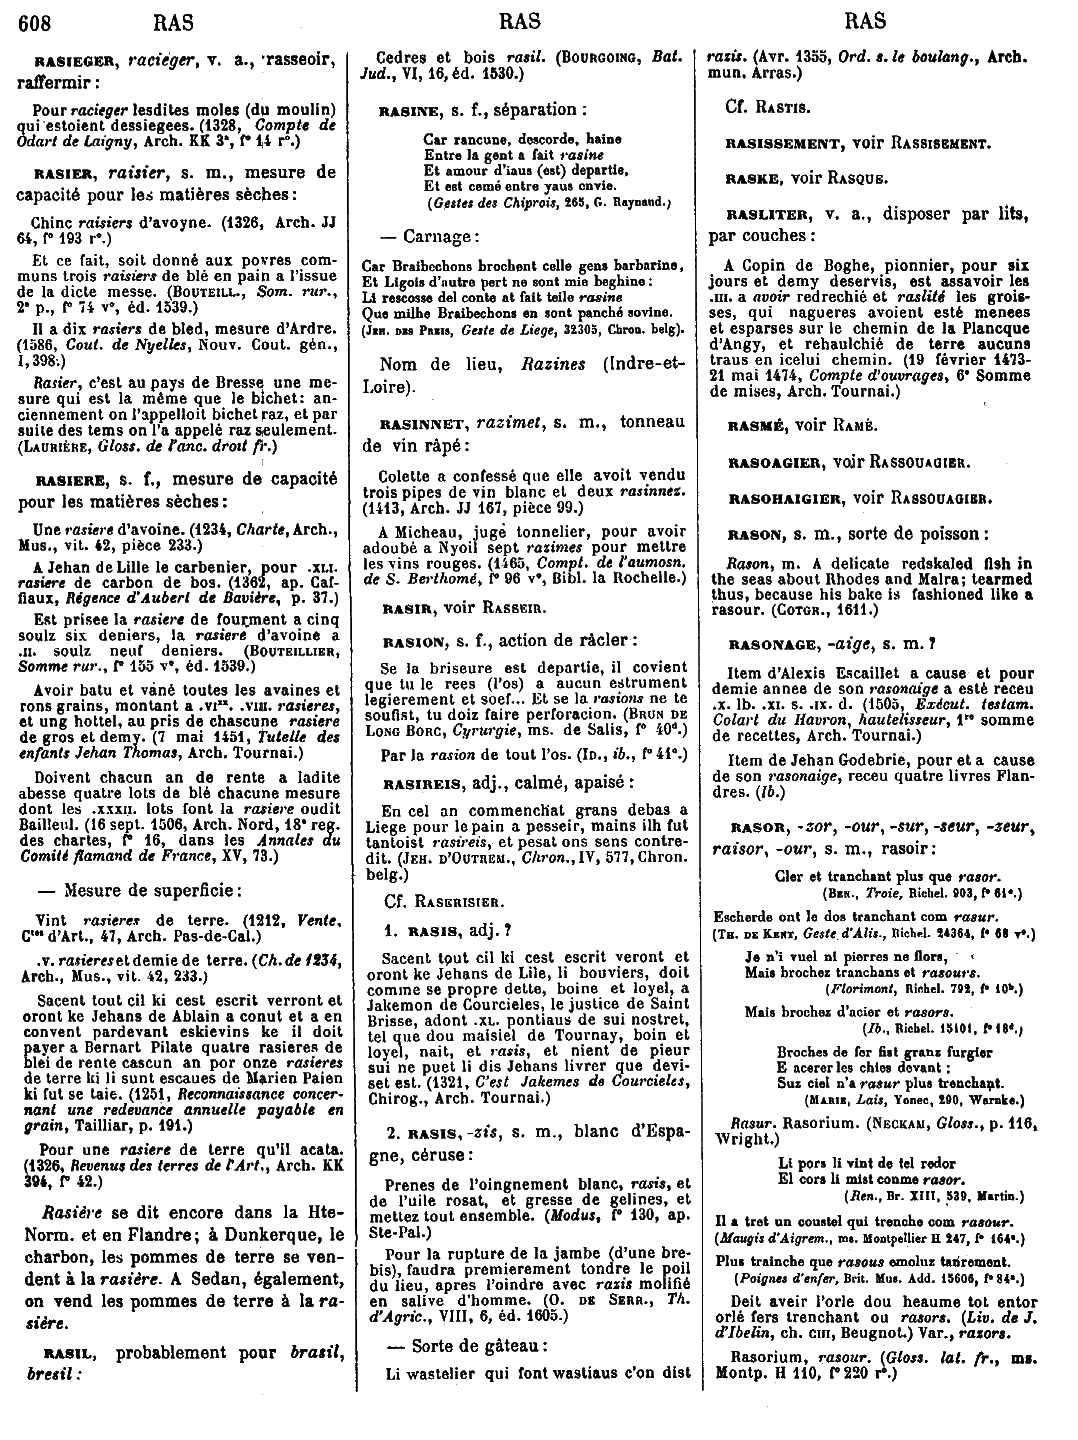 608 RAS RAS RAS
RASIEGER, racieger, v. a., rasseoir,
raffermir :
Pour racieger lesdites moles (du moulin)
qui estoient dessiegees. (1328, Compte de
Odart de Laigny, Arch. KK 3ª, f° 14 r°.)
RASIER, raisier, s. m., mesure de
capacité pour les matières sèches :
Chinc raisiers d'avoyne. (1326, Arch. JJ
64, f° 193 r°.)
Et ce fait, soit donné aux povres com-
muns trois raisiers de blé en pain a l'issue
de la dicte messe. (BOUTEILL., Som. rur.,
2° p., f° 74 v°, éd. 1539.)
Il a dix rasiers de bled, mesure d'Ardre.
(1586, Cout. de Nyelles, Nouv. Cout. gén.,
I, 398.)
Rasier, c'est au pays de Bresse une me-
sure qui est la même que le bichet: an-
ciennement on l'appelloit bichet raz, et par
suite des tems on l'a appelé raz seulement.
(LAURIÈRE, Gloss. de l'anc. droit fr.)
RASIERE, s. f., mesure de capacité
pour les matières sèches :
Une rasiere d'avoine. (1234, Charte, Arch.,
Mus., vit. 42, pièce 233.)
A Jehan de Lille le carbenier, pour .XLI.
rasiere de carbon de bos. (1362, ap. Caf-
fiaux, Régence d'Aubert de Bavière, p. 37.)
Est prisee la rasiere de fourment a cinq
soulz six deniers, la rasiere d'avoine a
.II. soulz neuf deniers. (BOUTEILLIER,
Somme rur., f° 155 v°, éd. 1539.)
Avoir batu et vané toutes les avaines et
rons grains, montant a .VIxx. .VIII. rasieres,
et ung hottel, au pris de chascune rasiere
de gros et demy. (7 mai 1451, Tutelle des
enfants Jehan Thomas, Arch. Tournai.)
Doivent chacun an de rente a ladite
abesse quatre lots de blé chacune mesure
dont les .XXXII. lots font la rasiere oudit
Bailleul. (16 sept. 1506, Arch. Nord, 18° reg.
des chartes, f° 16, dans les Annales du
Comité flamand de France, XV, 73.)
— Mesure de superficie :
Vint rasieres de terre. (1212, Vente,
Cté d'Art., 47, Arch. Pas-de-Cal.)
.V. rasieres et demie de terre. (Ch. de 1234,
Arch., Mus., vit. 42, 233.)
Sacent tout cil ki cest escrit verront et
oront ke Jehans de Ablain a conut et a en
convent pardevant eskievins ke il doit
payer a Bernart Pilate quatre rasieres de
blei de rente cascun an por onze rasieres
de terre ki li sunt escaues de Marien Paien
ki fut se taie. (1251, Reconnaissance concer-
nant une redevance annuelle payable en
grain, Tailliar, p. 191.)
Pour une rasiere de terre qu'il acata.
(1326, Revenus des terres de l'Art., Arch. KK
394, f° 42.)
Rasière se dit encore dans la Hte-
Norm. et en Flandre ; à Dunkerque, le
charbon, les pommes de terre se ven-
dent à la rasière. A Sedan, également,
on vend les pommes de terre à la ra-
sière.
RASIL, probablement pour brasil,
bresil :
Cedres et bois rasil. (BOURGOING, Bat.
Jud., VI, 16, éd. 1530.)
RASINE, s. f., séparation :
Car rancune, descorde, haine
Entre la gent a fait rasine
Et amour d'iaus (est) departie,
Et est cemé entre yaus envie.
(Gestes des Chiprois, 265, G. Raynaud.)
— Carnage :
Car Braibechons brochent celle gens barbarine,
Et Ligois d'autre pert ne sont mie beghine :
Li rescosse del conte at fait teile rasine
Que milhe Braibechons en sont panché sovine.
(JEH. DES PREIS, Geste de Liege, 32305, Chron. belg).
Nom de lieu, Razines (Indre-et-
Loire).
RASINNET, razimet, s. m., tonneau
de vin râpé :
Colette a confessé que elle avoit vendu
trois pipes de vin blanc et deux rasinnez.
(1413, Arch. JJ 167, pièce 99.)
A Micheau, jugé tonnelier, pour avoir
adoubé a Nyoil sept razimes pour mettre
les vins rouges. (1465, Compt. de l'aumosn.
de S. Berthomé, f° 96 v°, Bibl. la Rochelle.)
RASIR, voir RASSEIR.
RASION, s. f., action de râcler :
Se la briseure est departie, il covient
que tu le rees (l'os) a aucun estrument
legierement et soef... Et se la rasions ne te
soufist, tu doiz faire perforacion. (BRUN DE
LONG BORC, Cyrurgie, ms. de Salis, f° 40ᵈ.)
Par la rasion de tout l'os. (ID., ib., f° 41ᵃ.)
RASIREIS, adj., calmé, apaisé :
En cel an commenchat grans debas a
Liege pour le pain a pesseir, mains ilh fut
tantoist rasireis, et pesat ons sens contre-
dit. (JEH. D'OUTREM., Chron., IV, 577, Chron.
belg.)
Cf. RASERISIER.
1. RASIS, adj. ?
Sacent tout cil ki cest escrit veront et
oront ke Jehans de Lile, li bouviers, doit
comme se propre dette, boine et loyel, a
Jakemon de Courcieles, le justice de Saint
Brisse, adont .XL. pontiaus de sui nostret,
tel que dou maisiel de Tournay, boin et
loyel, nait, et rasis, et nient de pieur
sui ne puet li dis Jehans livrer que devi-
set est. (1321, C'est Jakemes de Courcieles,
Chirog., Arch. Tournai.)
2. RASIS, -zis, s. m., blanc d'Espa-
gne, céruse :
Prenes de l'oingnement blanc, rasis, et
de l'uile rosat, et gresse de gelines, et
mettez tout ensemble. (Modus, f° 130, ap.
Ste-Pal.)
Pour la rupture de la jambe (d'une bre-
bis), faudra premierement tondre le poil
du lieu, apres l'oindre avec razis molifié
en salive d'homme. (O. DE SERR., Th.
d'Agric., VIII, 6, éd. 1605.)
— Sorte de gâteau :
Li wastelier qui font wastiaus c'on dist
razis. (Avr. 1355, Ord. s. le boulang., Arch.
mun. Arras.)
Cf. RASTIS.
RASISSEMENT, voir RASSISEMENT.
RASKE, voir RASQUE.
RASLITER, v. a., disposer par lits,
par couches :
A Copin de Boghe, pionnier, pour six
jours et demy deservis, est assavoir les
.III. a avoir redrechié et raslité les grois-
ses, qui nagueres avoient esté menees
et esparses sur le chemin de la Plancque
d'Angy, et rehaulchié de terre aucuns
traus en icelui chemin. (19 février 1473-
21 mai 1474, Compte d'ouvrages, 6° Somme
de mises, Arch. Tournai.)
RASMÉ, voir RAMÉ.
RASOAGIER, voir RASSOUAGIER.
RASOHAIGIER, voir RASSOUAGIER.
RASON, s. m., sorte de poisson :
Rason, m. A delicate redskaled fish in
the seas about Rhodes and Malra; tearmed
thus, because his bake is fashioned like a
rasour. (COTGR., 1611.)
RASONAGE, -aige, s. m. ?
Item d'Alexis Escaillet a cause et pour
demie annee de son rasonaige a esté receu
.X. lb. .XI. s. .IX. d. (1505, Exécut. testam.
Colart du Havron, hautelisseur, 1re somme
de recettes, Arch. Tournai.)
Item de Jehan Godebrie, pour et a cause
de son rasonaige, receu quatre livres Flan-
dres. (Ib.)
RASOR, -zor, -our, -sur, -seur, -zeur,
raisor, -our, s. m., rasoir :
Cler et tranchant plus que rasor.
(BEN., Troie, Richel. 903, f° 61ᵃ.)
Escherde ont le dos tranchant com rasur.
(TH. DE KENT, Geste d'Alis., Richel. 24364, f° 68 v°.)
Je n'i vuel ni pierres ne flors,
Mais brochez tranchans et rasours.
(Florimont, Richel. 792, f° 10ᵇ.)
Mais brochez d'acier et rasors.
(Ib., Richel. 15101, f° 18ᵈ.)
Broches de fer fist granz furgier
E acerer les chies devant ;
Suz ciel n'a rasur plus trenchant.
(MARIE, Lais, Yonec, 290, Warnke.)
Rasur. Rasorium. (NECKAM, Gloss., p. 116,
Wright.)
Li pors li vint de tel redor
El cors li mist conme rasor.
(Ren., Br. XIII, 539, Martin.)
Il a tret un coustel qui trenche com rasour.
(Maugis d'Aigrem., ms. Montpellier H 247, f° 164ᵃ.)
Plus trainche que rasous emoluz tanrement.
(Poignes d'enfer, Brit. Mus. Add. 15606, f° 84ᵃ.)
Deit aveir l'orle dou heaume tot entor
orlé fers trenchant ou rasors. (Liv. de J.
d'Ibelin, ch. CIII, Beugnot.) Var., razors.
Rasorium, rasour. (Gloss. lat. fr., ms.
Montp. H 110, f° 220 r°.)